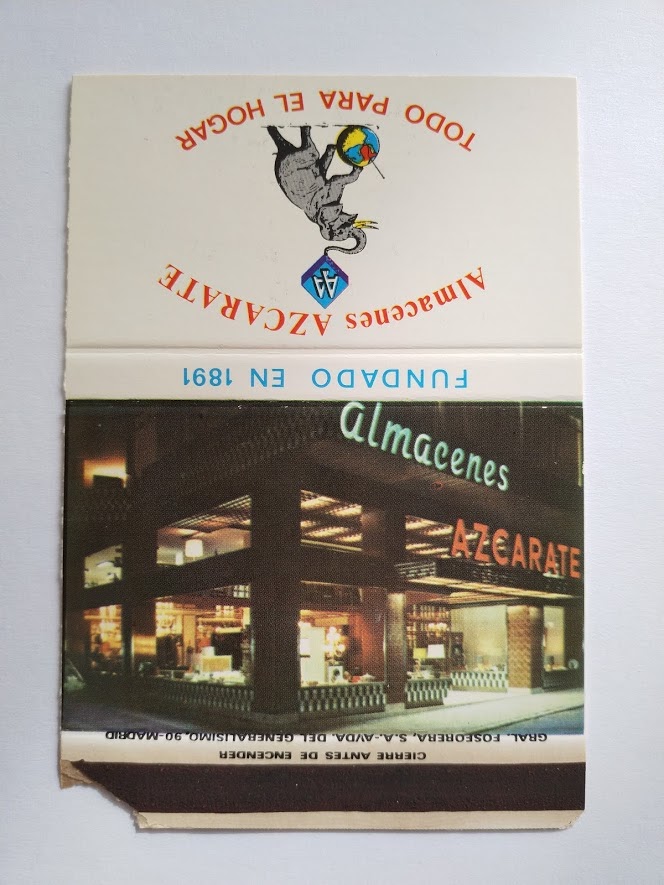 TODO PARA EL HOGAR
AA
Almacenes AZCARATE
FUNDADO EN 1891
almacenes
AZCARATE
GRAL. FOSFORERA, S.A.-AVDA. DEL GENERALISIMO, 90-MADRID
CIERRE ANTES DE ENCENDER